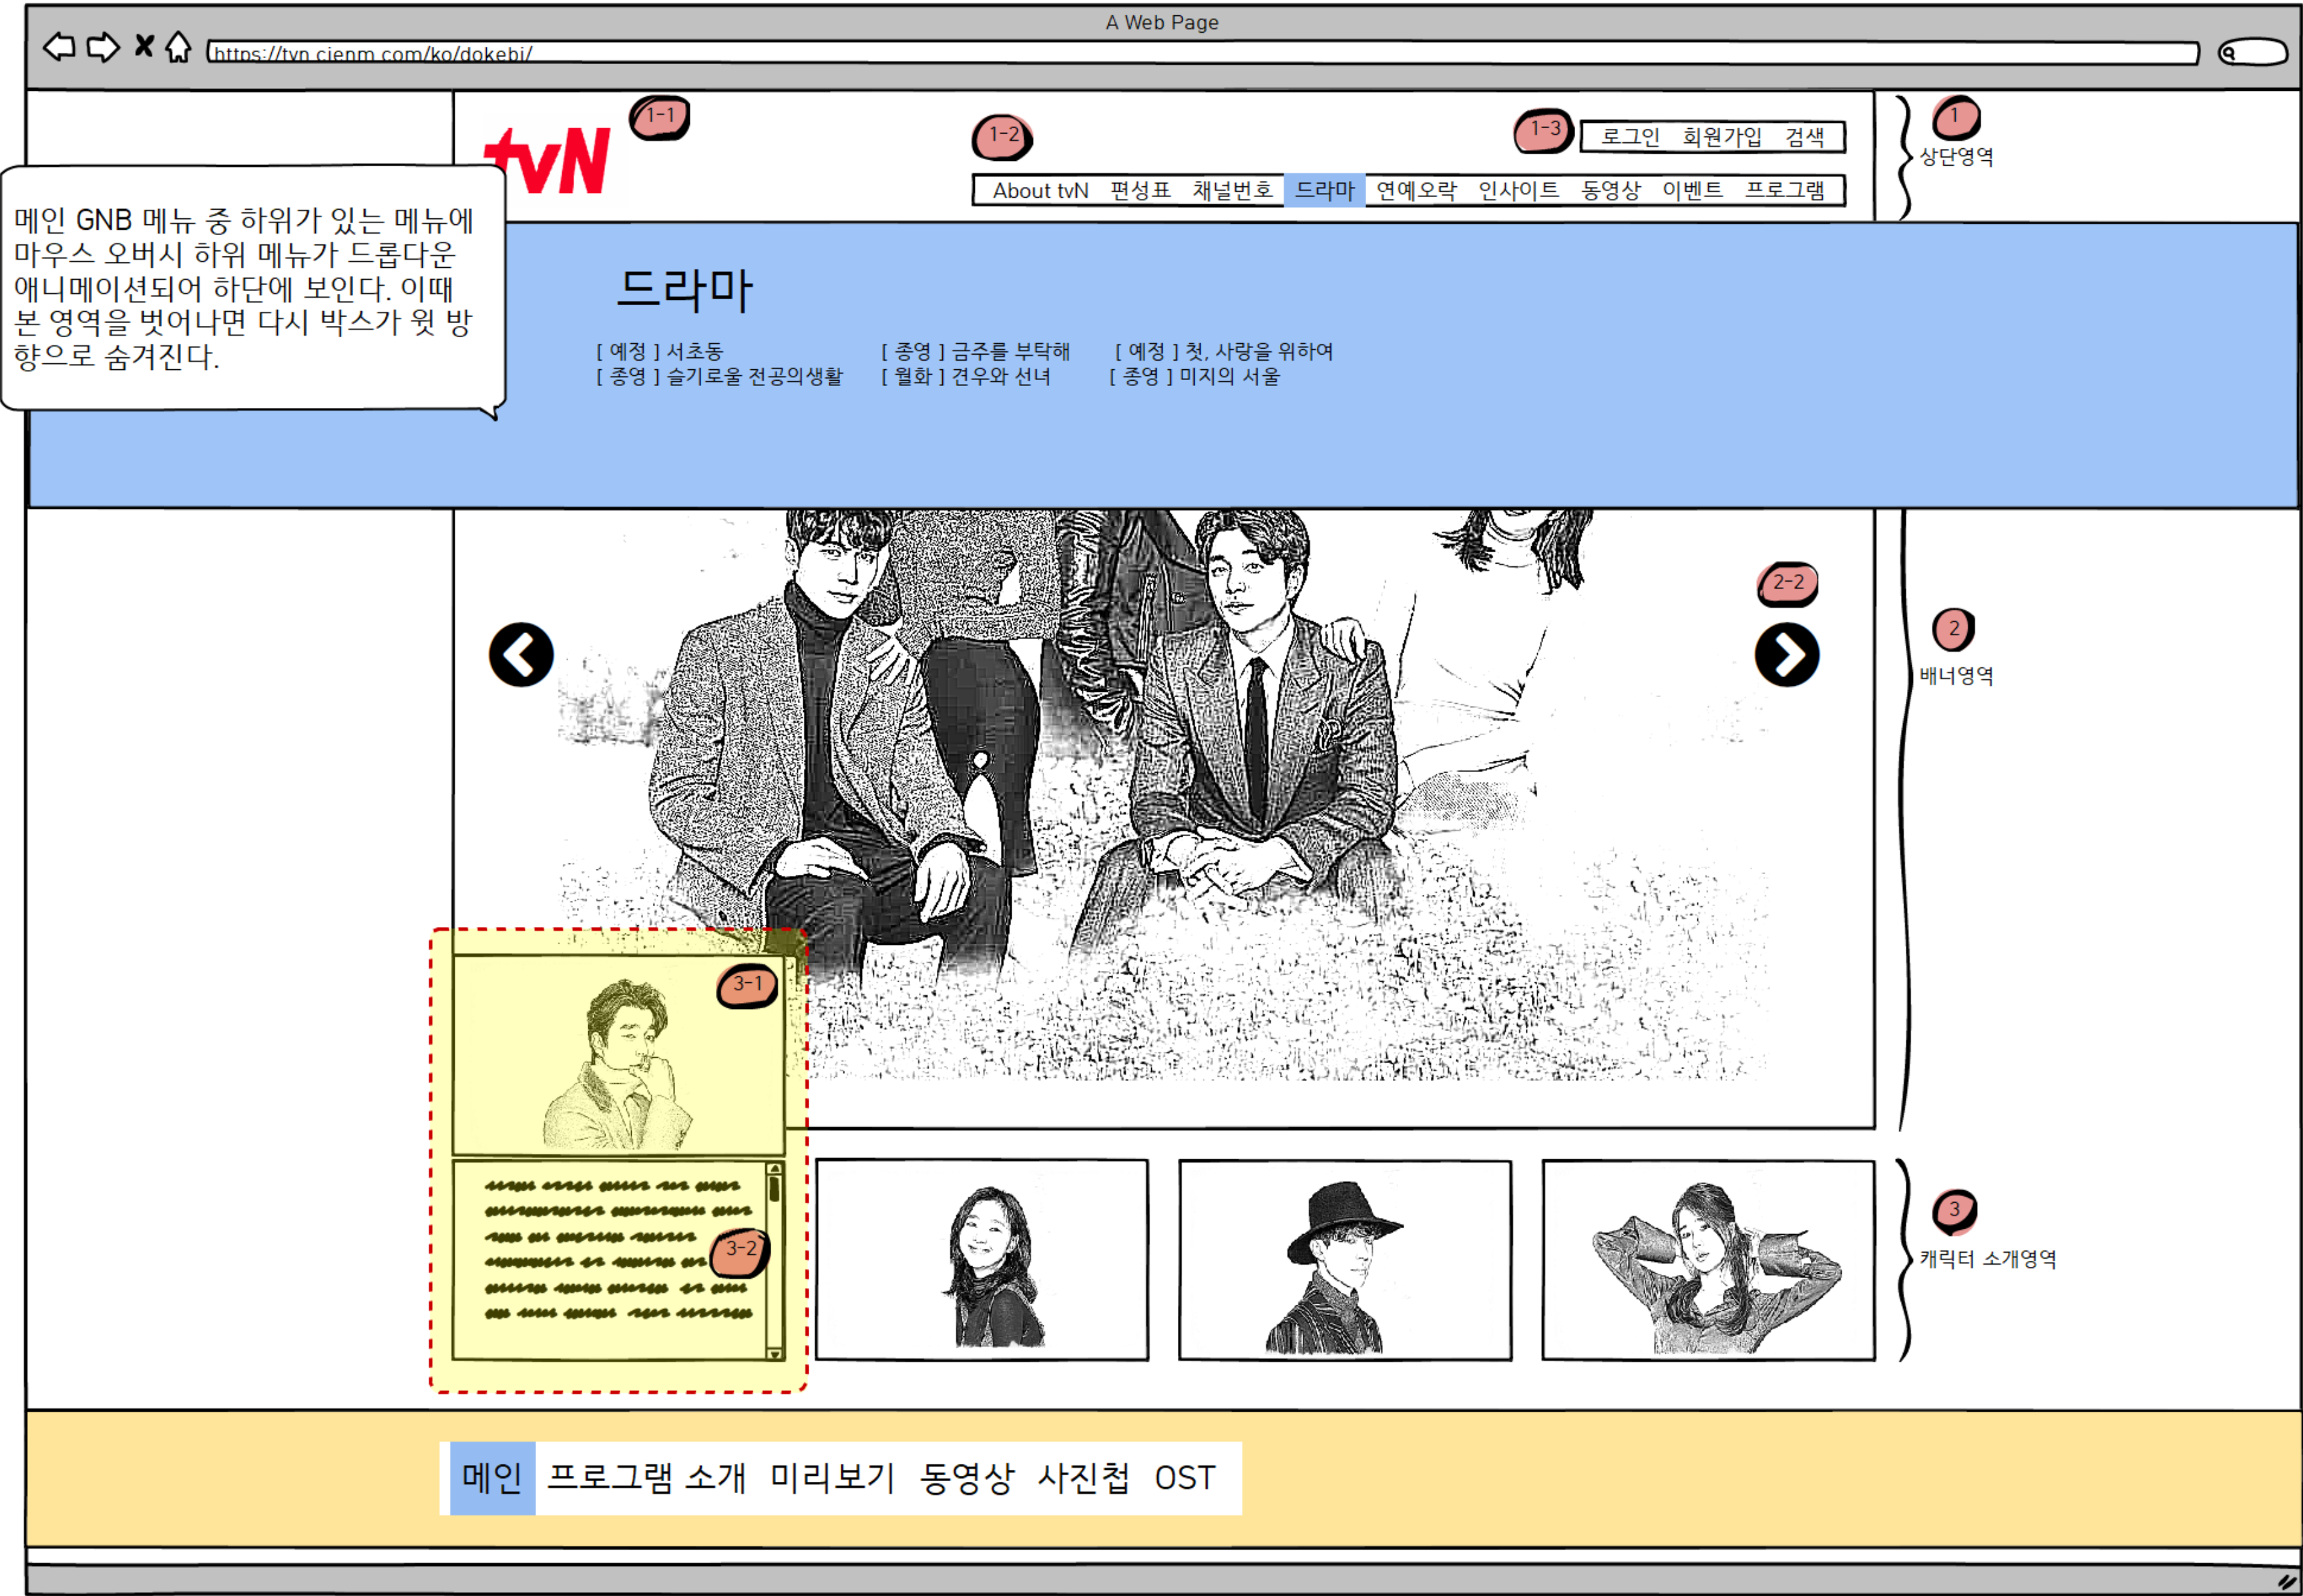 A Web Page
https://tvn.cjenm.com/ko/dokebi/
1-1
1-2
1-3
로그인 회원가입 검색
1
상단영역
tvN
About tvN 편성표 채널번호 드라마 연예오락 인사이트 동영상 이벤트 프로그램
메인 GNB 메뉴 중 하위가 있는 메뉴에
마우스 오버시 하위 메뉴가 드롭다운
애니메이션되어 하단에 보인다. 이때
본 영역을 벗어나면 다시 박스가 윗 방
향으로 숨겨진다.
드라마
[ 예정 ] 서초동 [ 종영 ] 금주를 부탁해 [ 예정 ] 첫, 사랑을 위하여
[ 종영 ] 슬기로울 전공의생활 [ 월화 ] 견우와 선녀 [ 종영 ] 미지의 서울
2-2
2
배너영역
3-1
3-2
3
캐릭터 소개영역
메인 프로그램 소개 미리보기 동영상 사진첩 OST